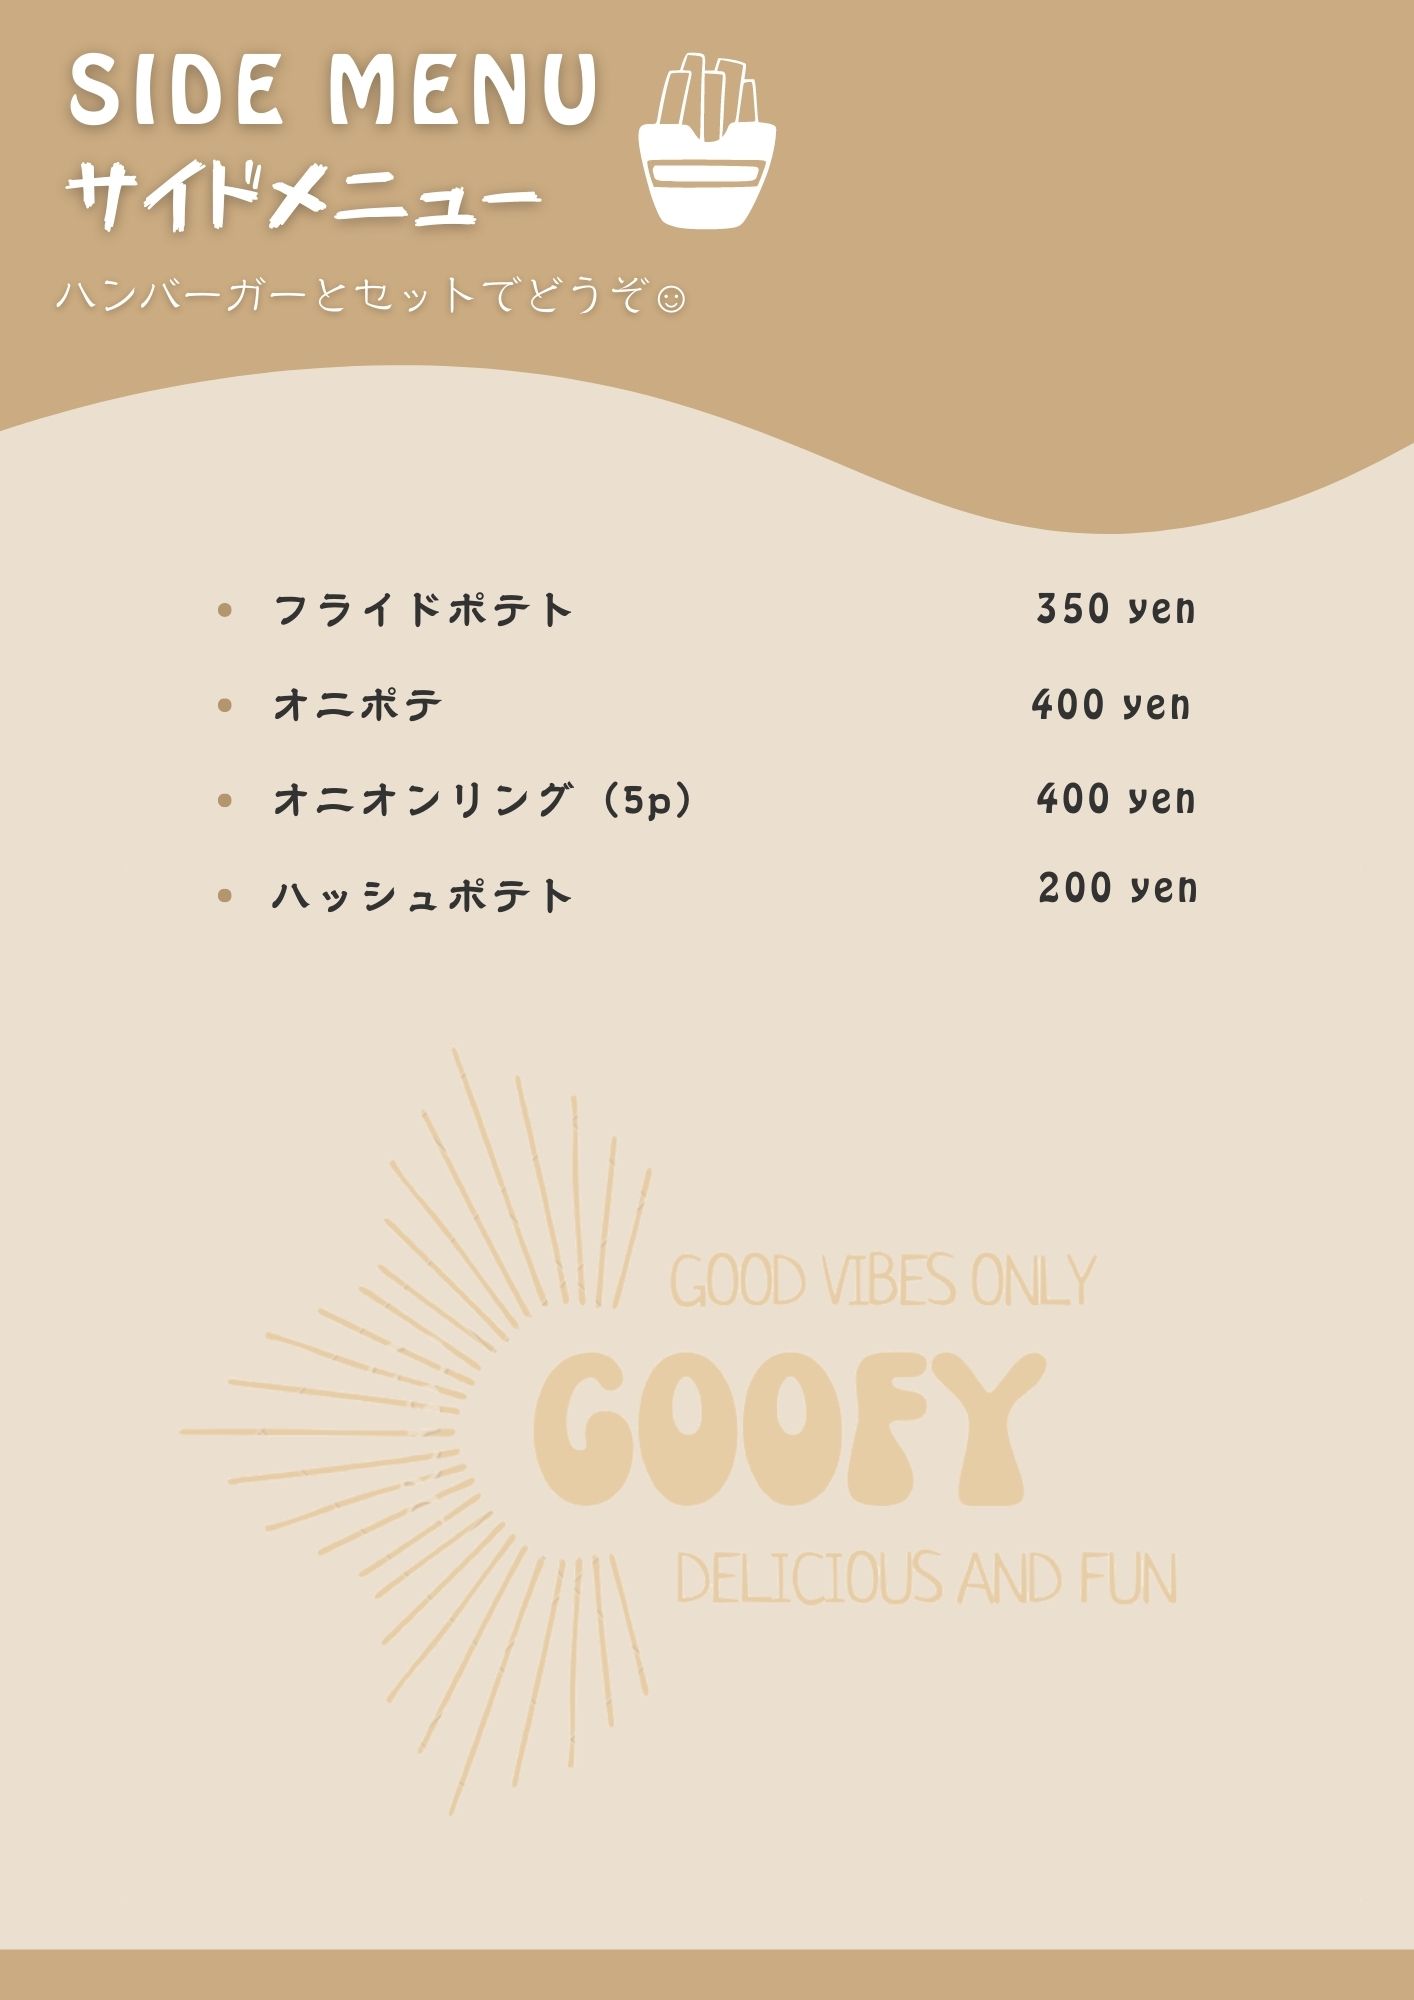 SIDE MENU
サイドメニュー
ハンバーガーとセットでどうぞ☺
• フライドポテト 350 yen
• オニポテ 400 yen
• オニオンリング（5p） 400 yen
• ハッシュポテト 200 yen
GOOD VIBES ONLY
GOOFY
DELICIOUS AND FUN